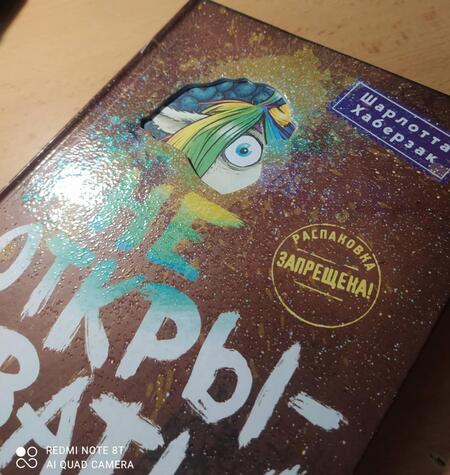 Шарлотта
Хаберзак
НЕ
ОТКРЫ-
ВАТЬ
РАСПАКОВКА
ЗАПРЕЩЕНА!
REDMI NOTE 8T
AI QUAD CAMERA